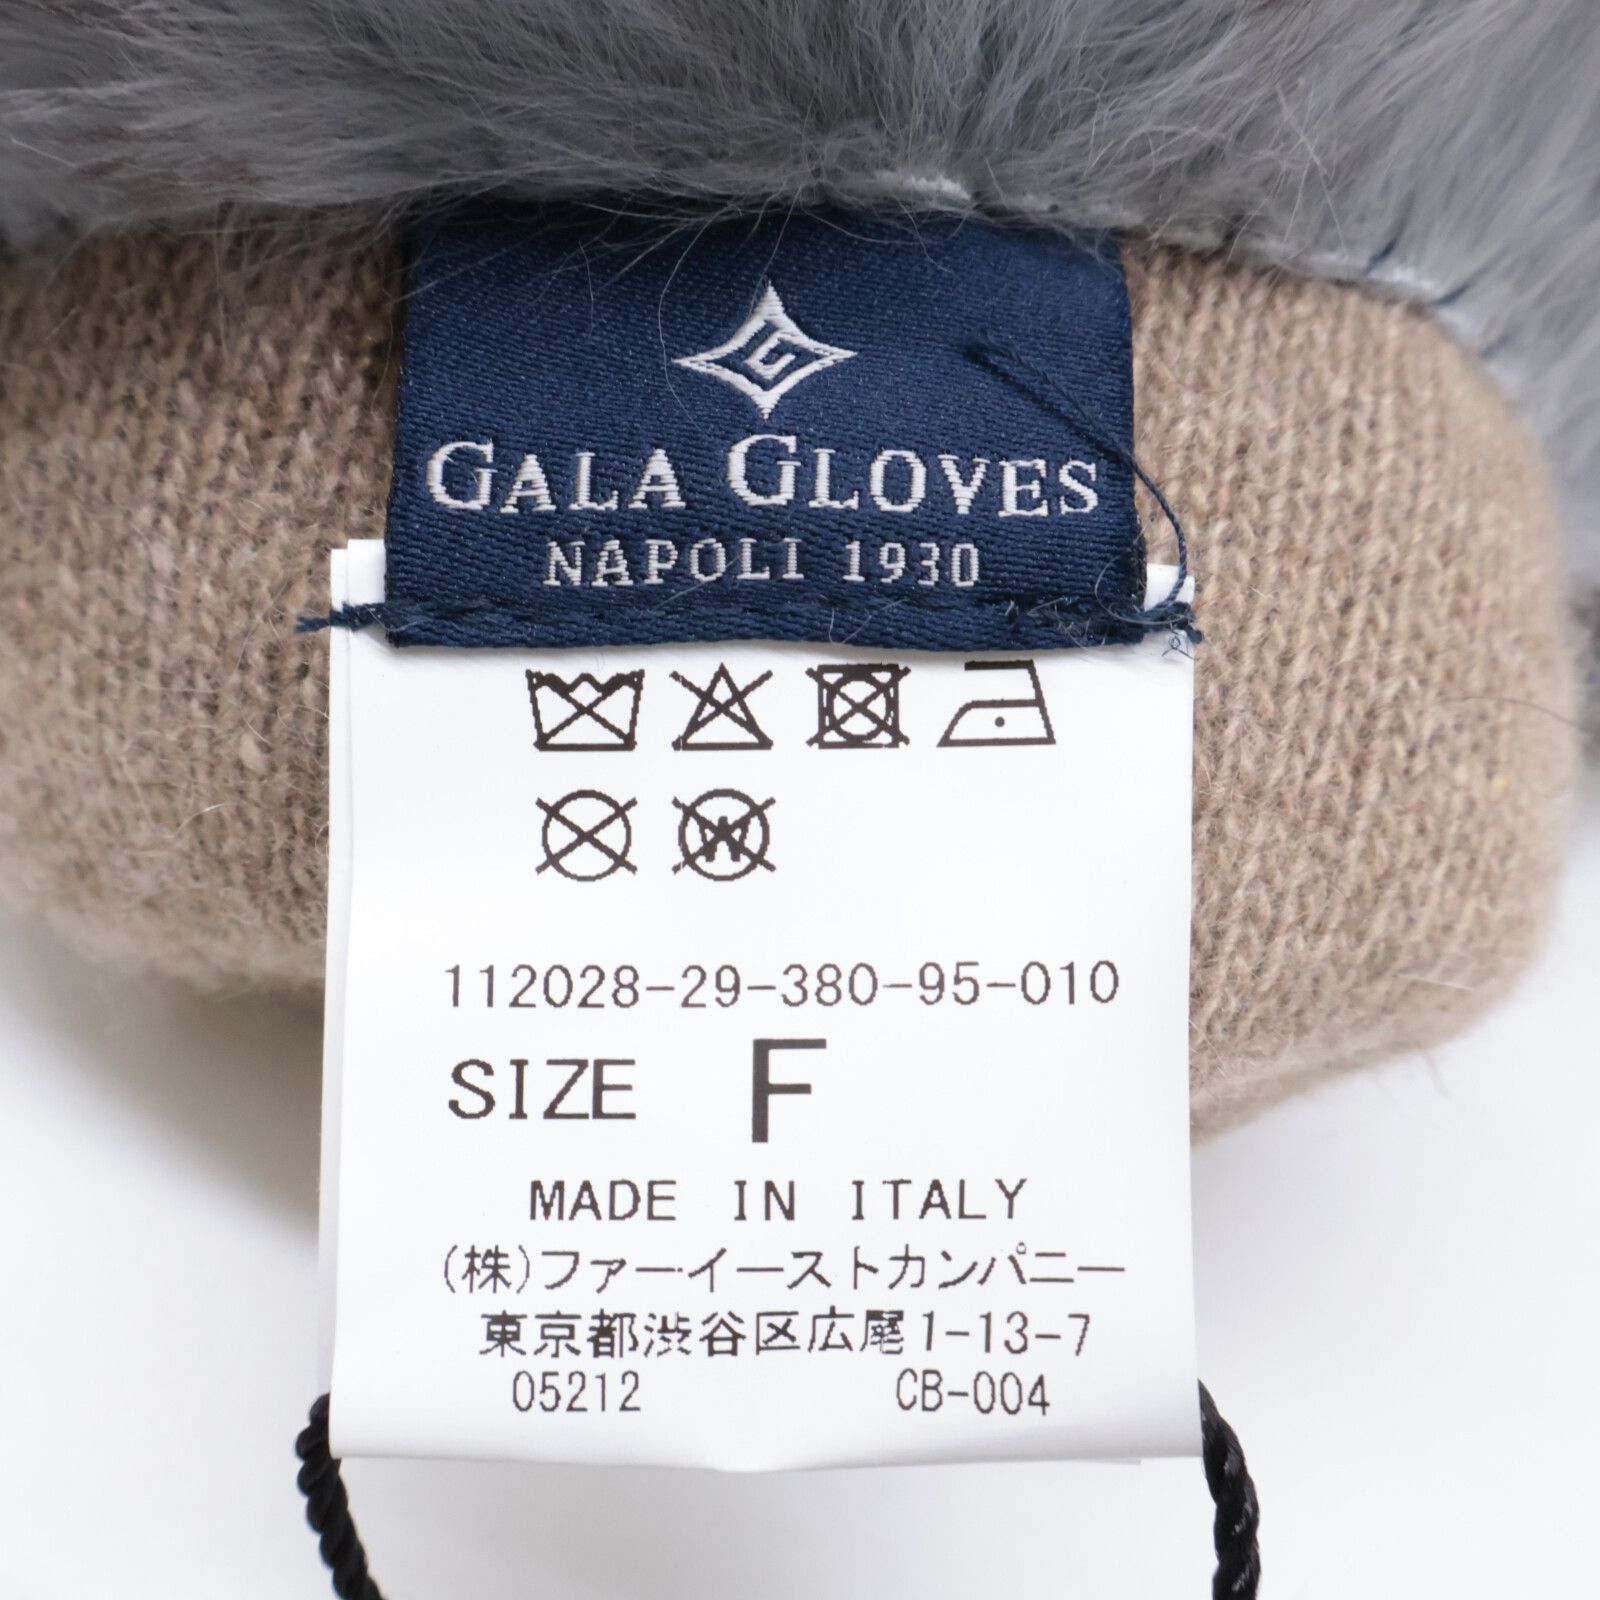 GALA GLOVES
NAPOLI 1930
112028-29-380-95-010
SIZE F
MADE IN ITALY
(株)ファーイーストカンパニー
東京都渋谷区広尾1-13-7
05212 CB-004